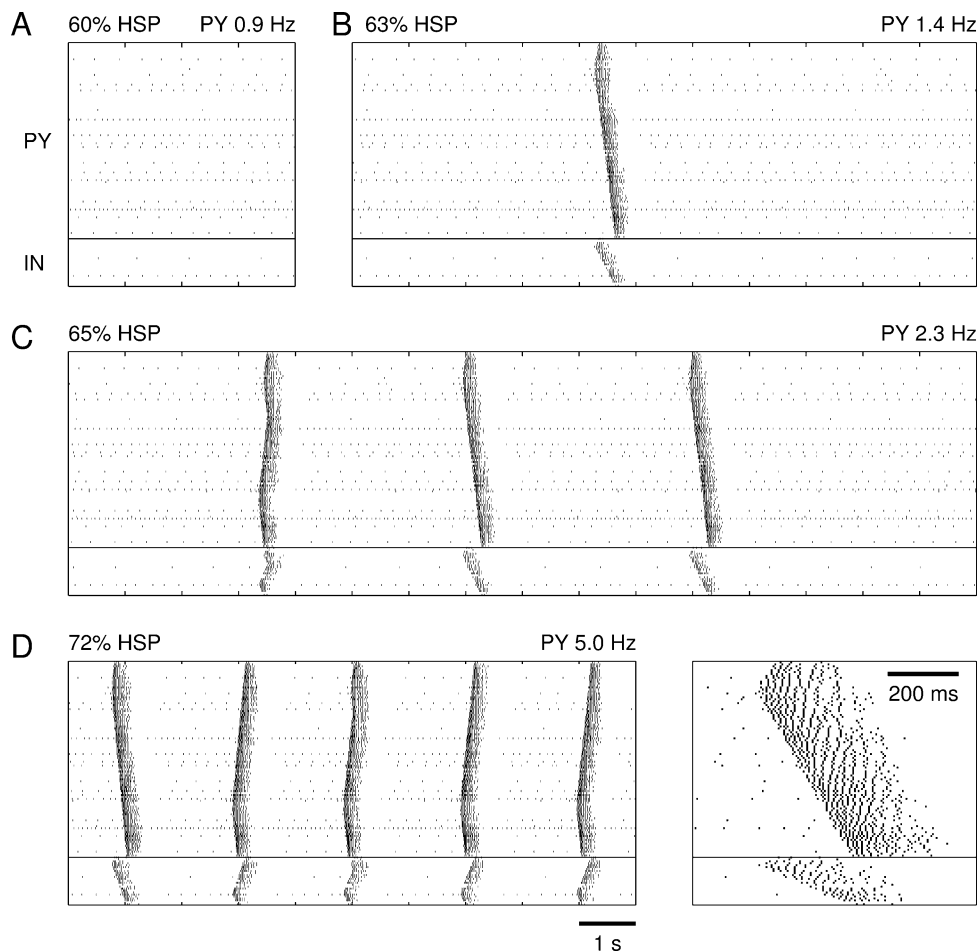 A 60% HSP PY 0.9 Hz B 63% HSP PY 1.4 Hz
PY
IN
C 65% HSP PY 2.3 Hz
D 72% HSP PY 5.0 Hz
200 ms
1 s